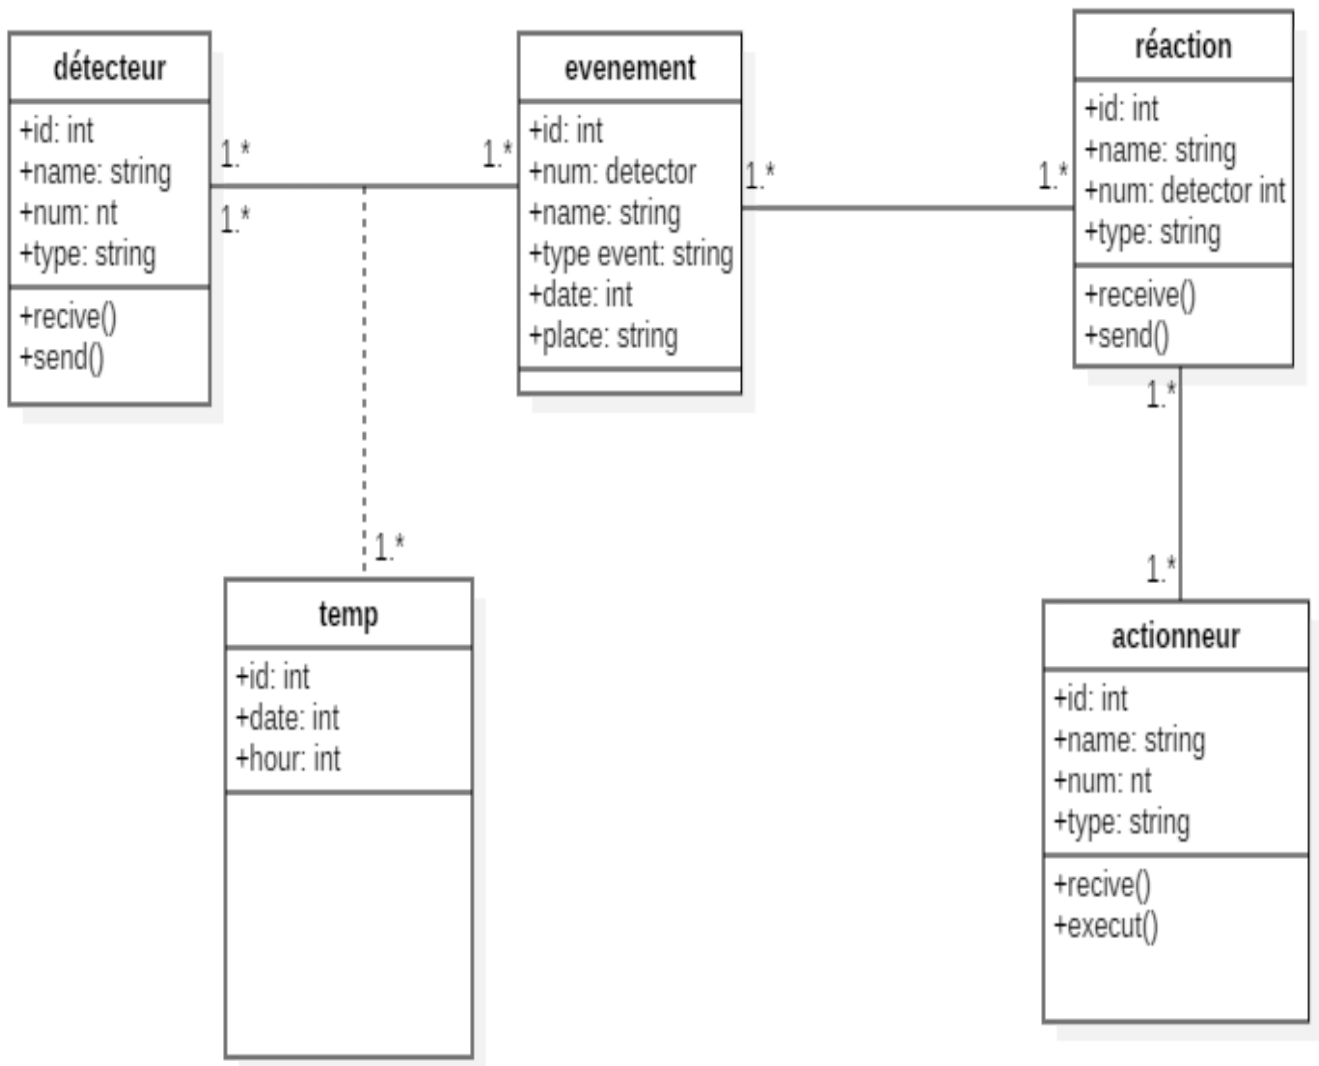 détecteur
+id: int
+name: string
+num: nt
+type: string
+recive()
+send()
1.*
1.*
1.*
evenement
+id: int
+num: detector
+name: string
+type event: string
+date: int
+place: string
1.*
1.*
réaction
+id: int
+name: string
+num: detector int
+type: string
+receive()
+send()
1.*
1.*
temp
+id: int
+date: int
+hour: int
1.*
actionneur
+id: int
+name: string
+num: nt
+type: string
+recive()
+execut()